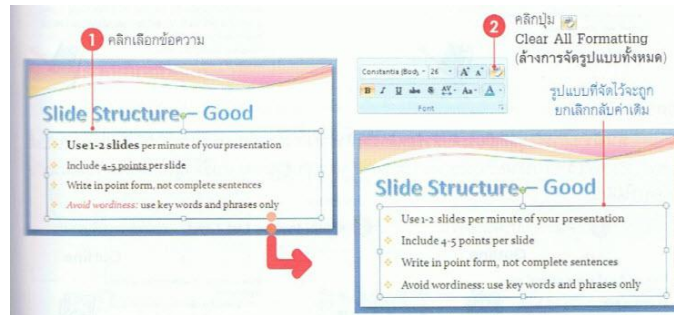 1 คลิกเลือกข้อความ
Slide Structure – Good
Use 1-2 slides per minute of your presentation
Include 4-5 points per slide
Write in point form, not complete sentences
Avoid wordiness: use key words and phrases only
2 คลิกปุ่ม
Clear All Formatting
(ล้างการจัดรูปแบบทั้งหมด)
Constantia (Body) 26 A A
B I U abe S AV Aa A
Font
รูปแบบที่จัดไว้จะถูก
ยกเลิกกลับค่าเดิม
Slide Structure – Good
Use 1-2 slides per minute of your presentation
Include 4-5 points per slide
Write in point form, not complete sentences
Avoid wordiness: use key words and phrases only